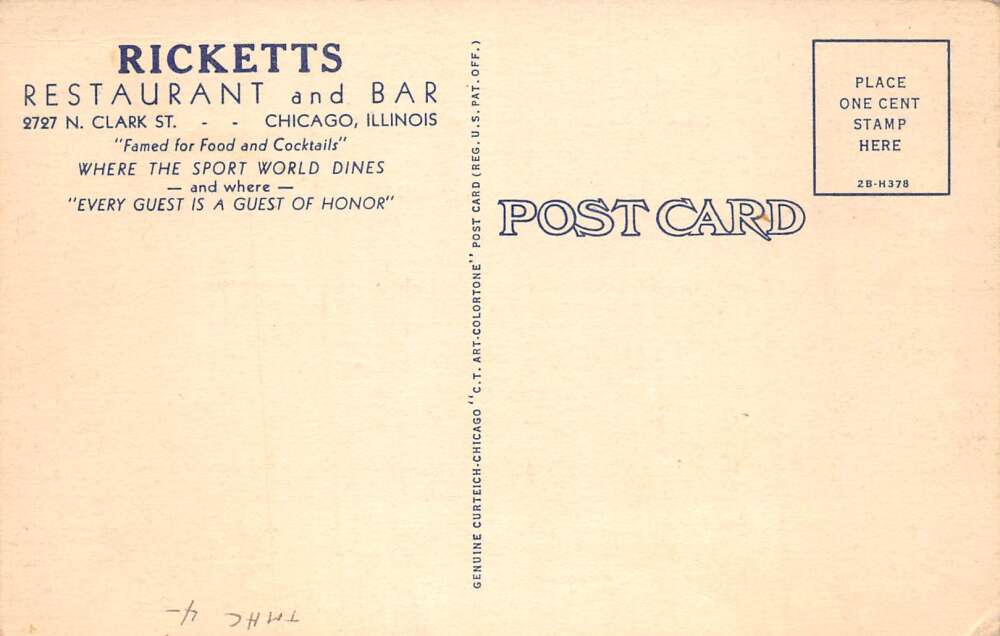 RICKETTS
RESTAURANT and BAR
2727 N. CLARK ST. - - CHICAGO, ILLINOIS
"Famed for Food and Cocktails"
WHERE THE SPORT WORLD DINES
— and where —
"EVERY GUEST IS A GUEST OF HONOR"
GENUINE CURTEICH-CHICAGO "C.T. ART-COLORTONE" POST CARD (REG. U.S. PAT. OFF.)
PLACE
ONE CENT
STAMP
HERE
2B-H378
POST CARD
TMHC 4-